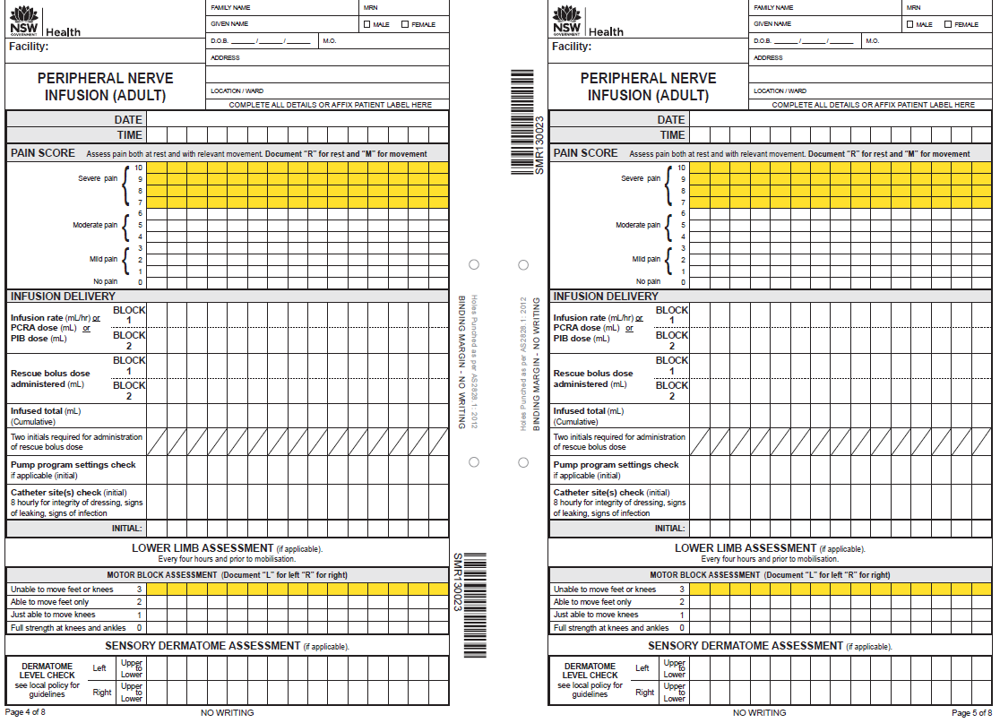 FAMILY NAME
MRN
GIVEN NAME
MALE
FEMALE
NSW
GOVERNMENT
Health
Facility:
D.O.B. ______ / _____ / ______
M.O.
ADDRESS
PERIPHERAL NERVE
INFUSION (ADULT)
LOCATION / WARD
COMPLETE ALL DETAILS OR AFFIX PATIENT LABEL HERE
DATE
TIME
PAIN SCORE Assess pain both at rest and with relevant movement. Document "R" for rest and "M" for movement
Severe pain { 10
9
8
7
Moderate pain { 6
5
4
Mild pain { 3
2
1
No pain 0
INFUSION DELIVERY
Infusion rate (mL/hr) or
PCRA dose (mL) or
PIB dose (mL)
BLOCK
1
BLOCK
2
Rescue bolus dose
administered (mL)
BLOCK
1
BLOCK
2
Infused total (mL)
(Cumulative)
Two initials required for administration
of rescue bolus dose
Pump program settings check
if applicable (initial)
Catheter site(s) check (initial)
8 hourly for integrity of dressing, signs
of leaking, signs of infection
INITIAL:
LOWER LIMB ASSESSMENT (if applicable).
Every four hours and prior to mobilisation.
MOTOR BLOCK ASSESSMENT (Document "L" for left "R" for right)
Unable to move feet or knees 3
Able to move feet only 2
Just able to move knees 1
Full strength at knees and ankles 0
SENSORY DERMATOME ASSESSMENT (if applicable).
DERMATOME
LEVEL CHECK
see local policy for
guidelines
Left
Upper
to
Lower
Right
Upper
to
Lower
Page 4 of 8
NO WRITING
Holes Punched as per AS2828.1: 2012
BINDING MARGIN - NO WRITING
SMR130023
SMR130023
Holes Punched as per AS2828.1: 2012
BINDING MARGIN - NO WRITING
FAMILY NAME
MRN
GIVEN NAME
MALE
FEMALE
NSW
GOVERNMENT
Health
Facility:
D.O.B. ______ / _____ / ______
M.O.
ADDRESS
PERIPHERAL NERVE
INFUSION (ADULT)
LOCATION / WARD
COMPLETE ALL DETAILS OR AFFIX PATIENT LABEL HERE
DATE
TIME
PAIN SCORE Assess pain both at rest and with relevant movement. Document "R" for rest and "M" for movement
Severe pain { 10
9
8
7
Moderate pain { 6
5
4
Mild pain { 3
2
1
No pain 0
INFUSION DELIVERY
Infusion rate (mL/hr) or
PCRA dose (mL) or
PIB dose (mL)
BLOCK
1
BLOCK
2
Rescue bolus dose
administered (mL)
BLOCK
1
BLOCK
2
Infused total (mL)
(Cumulative)
Two initials required for administration
of rescue bolus dose
Pump program settings check
if applicable (initial)
Catheter site(s) check (initial)
8 hourly for integrity of dressing, signs
of leaking, signs of infection
INITIAL:
LOWER LIMB ASSESSMENT (if applicable).
Every four hours and prior to mobilisation.
MOTOR BLOCK ASSESSMENT (Document "L" for left "R" for right)
Unable to move feet or knees 3
Able to move feet only 2
Just able to move knees 1
Full strength at knees and ankles 0
SENSORY DERMATOME ASSESSMENT (if applicable).
DERMATOME
LEVEL CHECK
see local policy for
guidelines
Left
Upper
to
Lower
Right
Upper
to
Lower
NO WRITING
Page 5 of 8